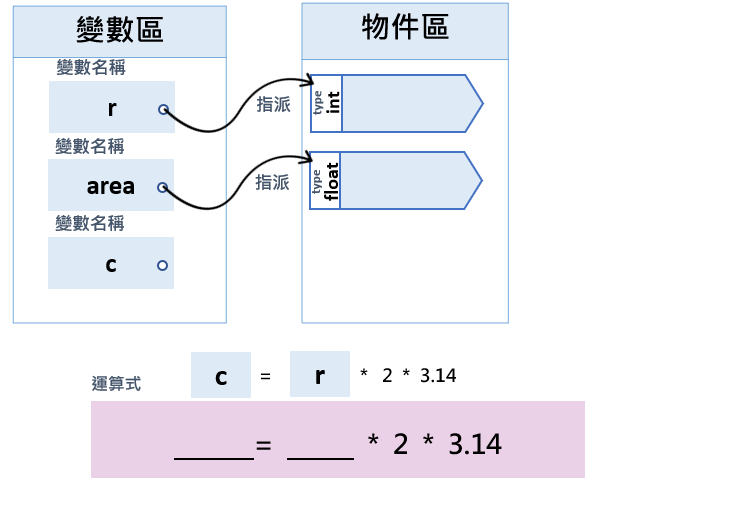 變數區
物件區
變數名稱
r
指派
type
int
變數名稱
area
指派
type
float
變數名稱
c
運算式
c = r * 2 * 3.14
______= _____ * 2 * 3.14